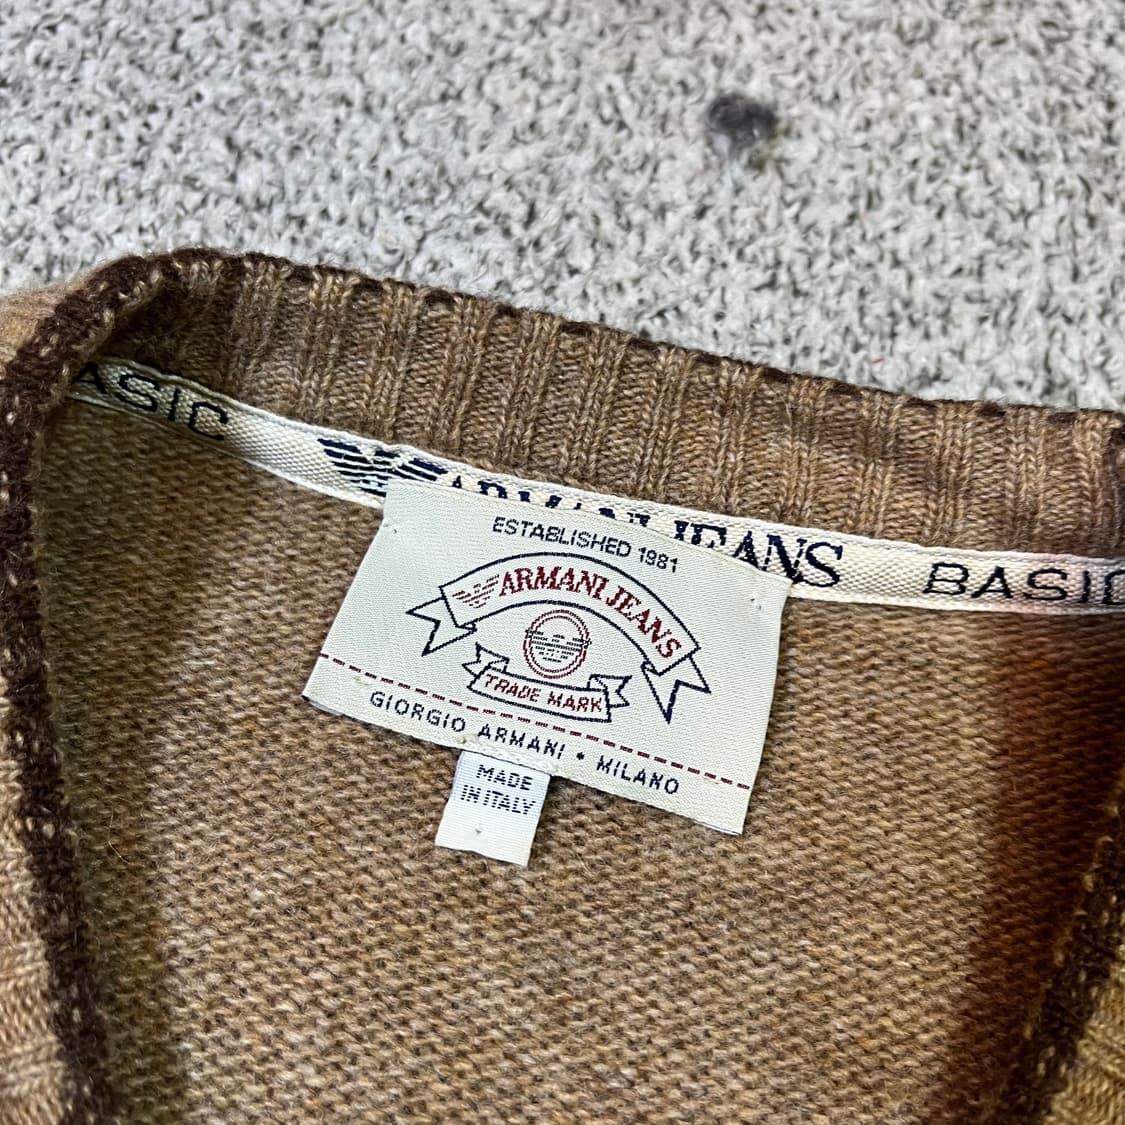 BASIC ARMANI JEANS BASIC
ESTABLISHED 1981
ARMANI JEANS
TRADE MARK
GIORGIO ARMANI • MILANO
MADE
IN ITALY